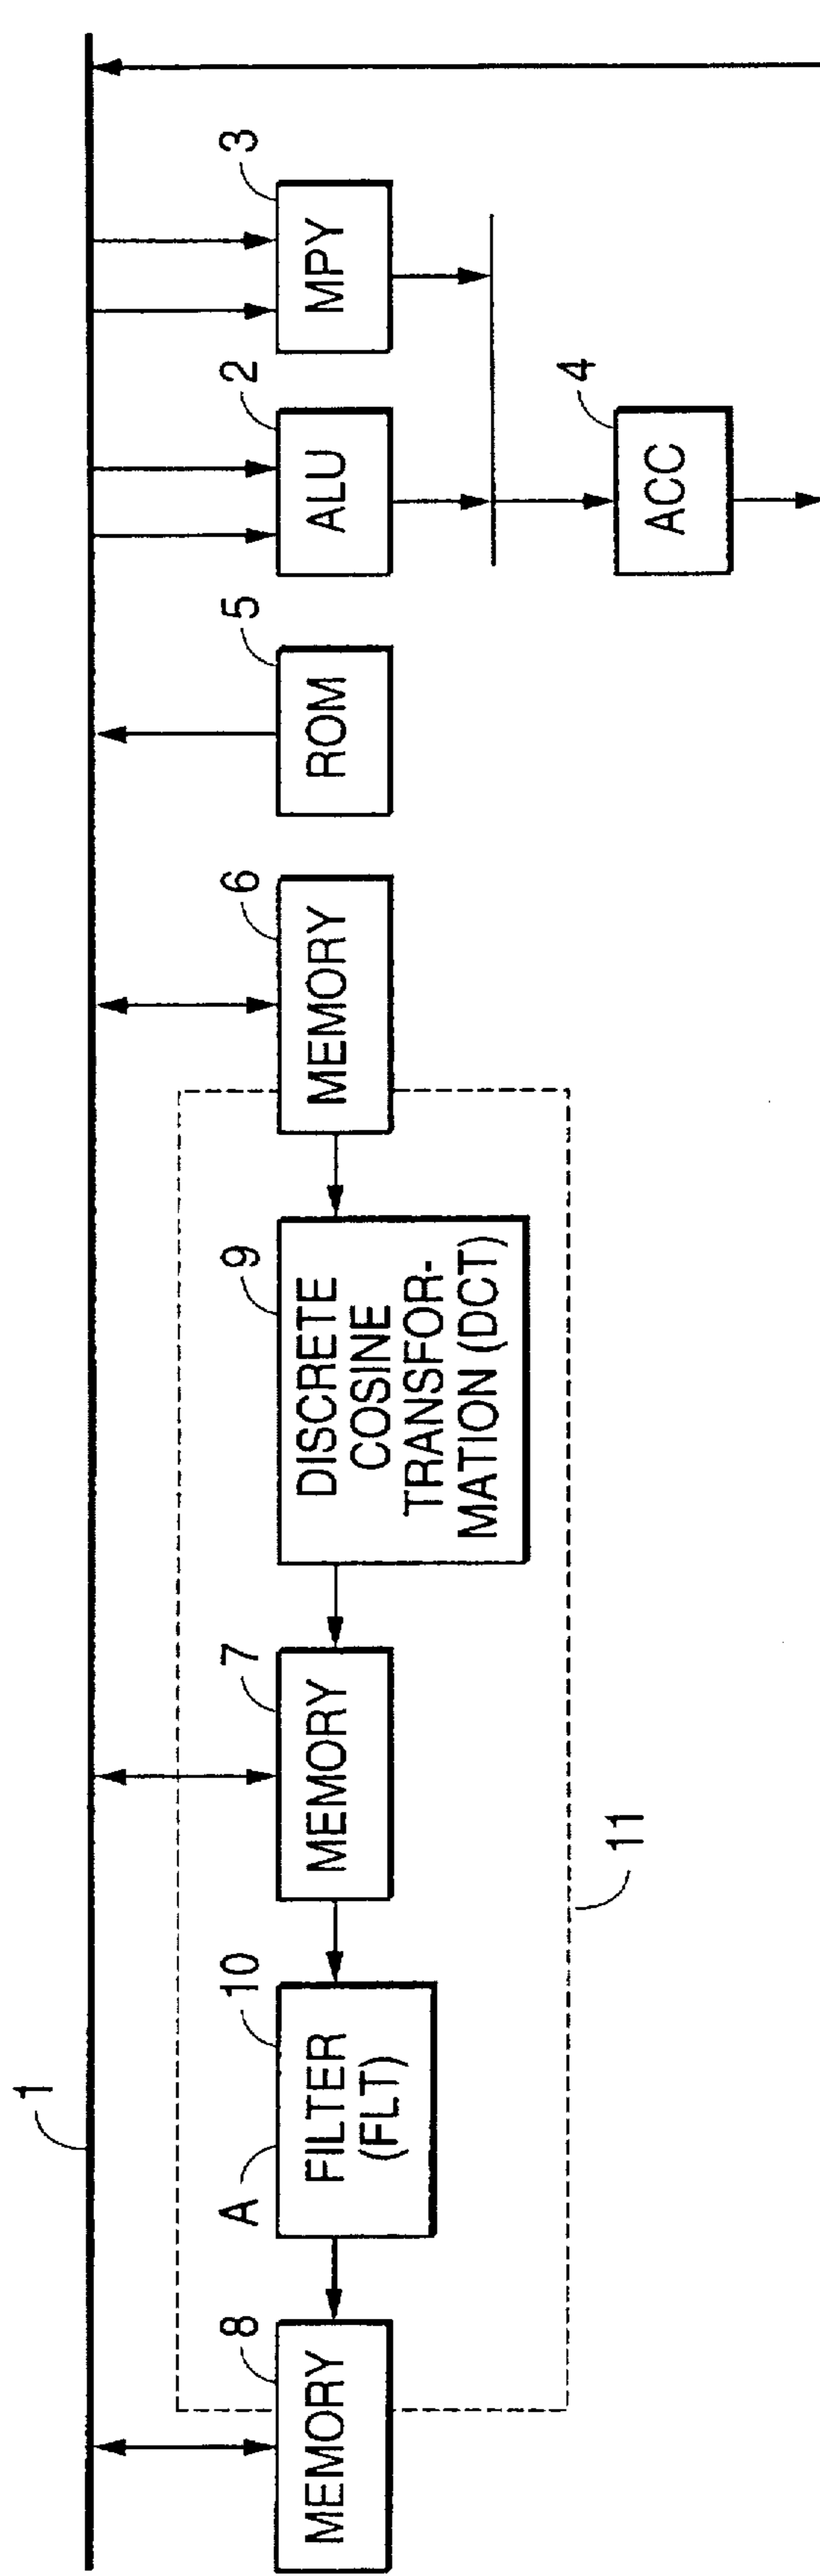 1
8
MEMORY
A
10
FILTER
(FLT)
7
MEMORY
9
DISCRETE
COSINE
TRANSFOR-
MATION (DCT)
6
MEMORY
5
ROM
2
ALU
3
MPY
4
ACC
11